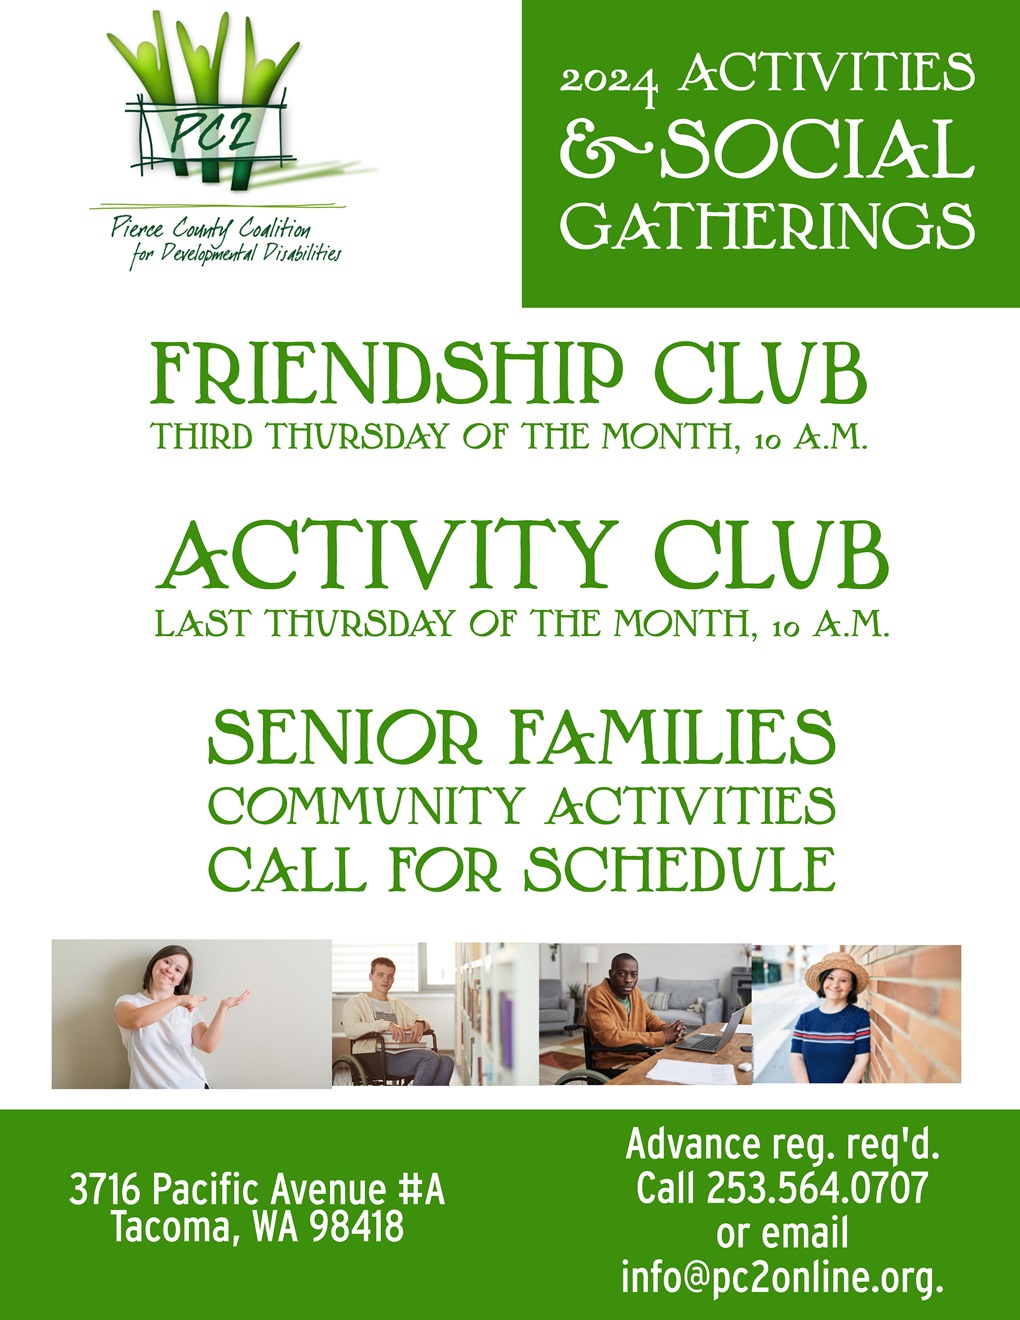 PC2
Pierce County Coalition
for Developmental Disabilities
2024 ACTIVITIES
& SOCIAL
GATHERINGS
FRIENDSHIP CLUB
THIRD THURSDAY OF THE MONTH, 10 A.M.
ACTIVITY CLUB
LAST THURSDAY OF THE MONTH, 10 A.M.
SENIOR FAMILIES
COMMUNITY ACTIVITIES
CALL FOR SCHEDULE
3716 Pacific Avenue #A
Tacoma, WA 98418
Advance reg. req'd.
Call 253.564.0707
or email
info@pc2online.org.